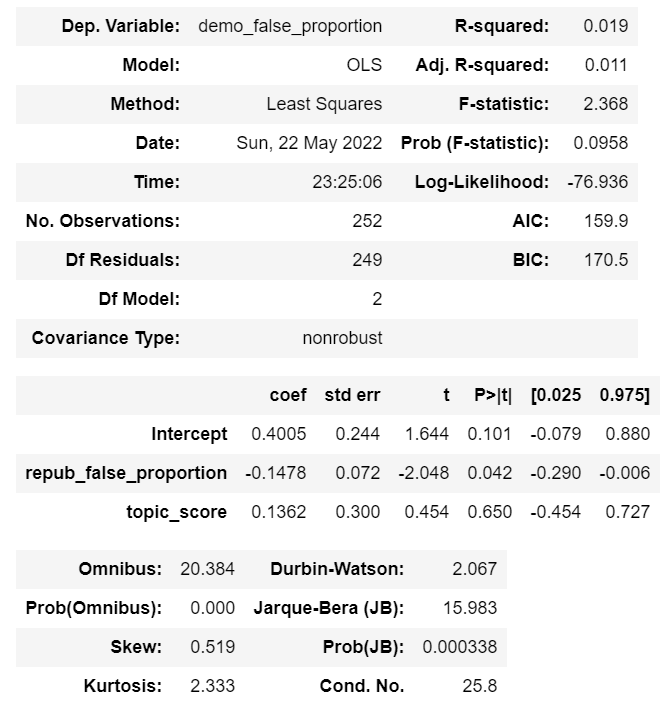 Dep. Variable: demo_false_proportion R-squared: 0.019
Model: OLS Adj. R-squared: 0.011
Method: Least Squares F-statistic: 2.368
Date: Sun, 22 May 2022 Prob (F-statistic): 0.0958
Time: 23:25:06 Log-Likelihood: -76.936
No. Observations: 252 AIC: 159.9
Df Residuals: 249 BIC: 170.5
Df Model: 2
Covariance Type: nonrobust
coef std err t P>|t| [0.025 0.975]
Intercept 0.4005 0.244 1.644 0.101 -0.079 0.880
repub_false_proportion -0.1478 0.072 -2.048 0.042 -0.290 -0.006
topic_score 0.1362 0.300 0.454 0.650 -0.454 0.727
Omnibus: 20.384 Durbin-Watson: 2.067
Prob(Omnibus): 0.000 Jarque-Bera (JB): 15.983
Skew: 0.519 Prob(JB): 0.000338
Kurtosis: 2.333 Cond. No. 25.8